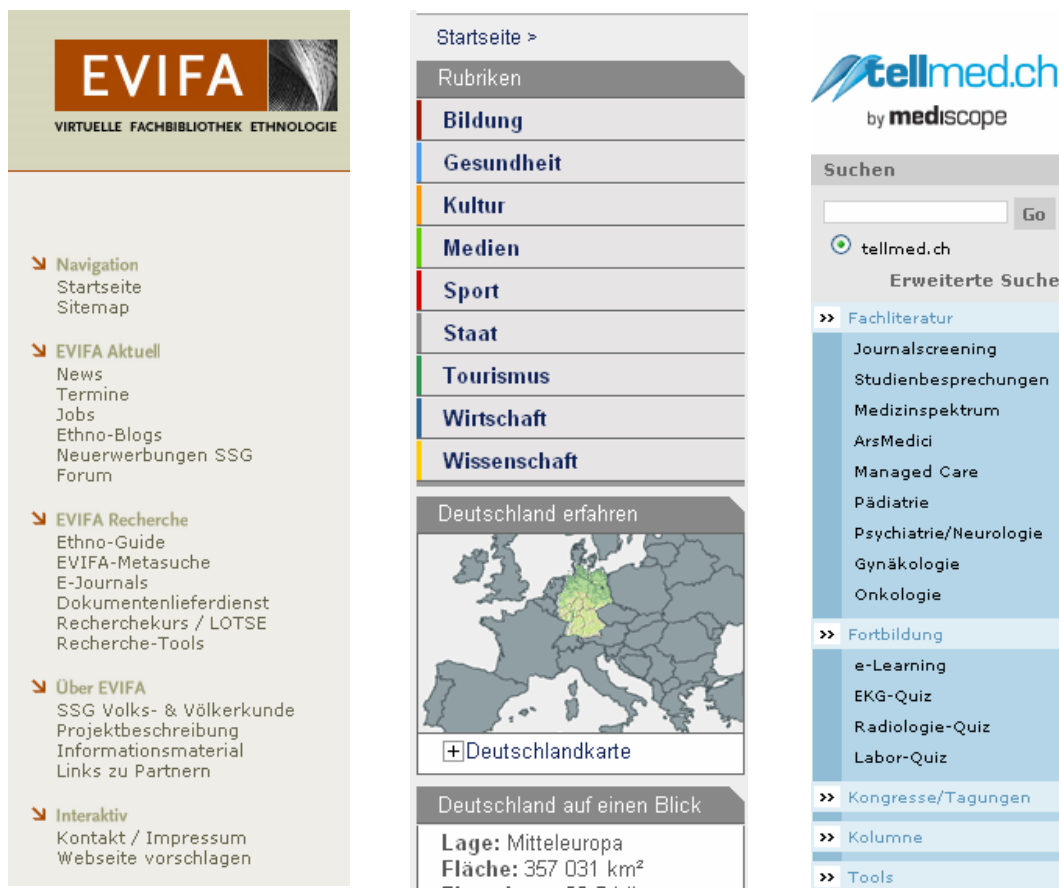 EVIFA
VIRTUELLE FACHBIBLIOTHEK ETHNOLOGIE
Navigation
Startseite
Sitemap
EVIFA Aktuell
News
Termine
Jobs
Ethno-Blogs
Neuerwerbungen SSG
Forum
EVIFA Recherche
Ethno-Guide
EVIFA-Metasuche
E-Journals
Dokumentenlieferdienst
Recherchekurs / LOTSE
Recherche-Tools
Über EVIFA
SSG Volks- & Völkerkunde
Projektbeschreibung
Informationsmaterial
Links zu Partnern
Interaktiv
Kontakt / Impressum
Webseite vorschlagen
Startseite >
Rubriken
Bildung
Gesundheit
Kultur
Medien
Sport
Staat
Tourismus
Wirtschaft
Wissenschaft
Deutschland erfahren
Deutschlandkarte
Deutschland auf einen Blick
Lage: Mitteleuropa
Fläche: 357 031 km²
tellmed.ch
by mediscope
Suchen
Go
tellmed.ch
Erweiterte Suche
>> Fachliteratur
Journalscreening
Studienbesprechungen
Medizinspektrum
ArsMedici
Managed Care
Pädiatrie
Psychiatrie/Neurologie
Gynäkologie
Onkologie
>> Fortbildung
e-Learning
EKG-Quiz
Radiologie-Quiz
Labor-Quiz
>> Kongresse/Tagungen
>> Kolumne
>> Tools